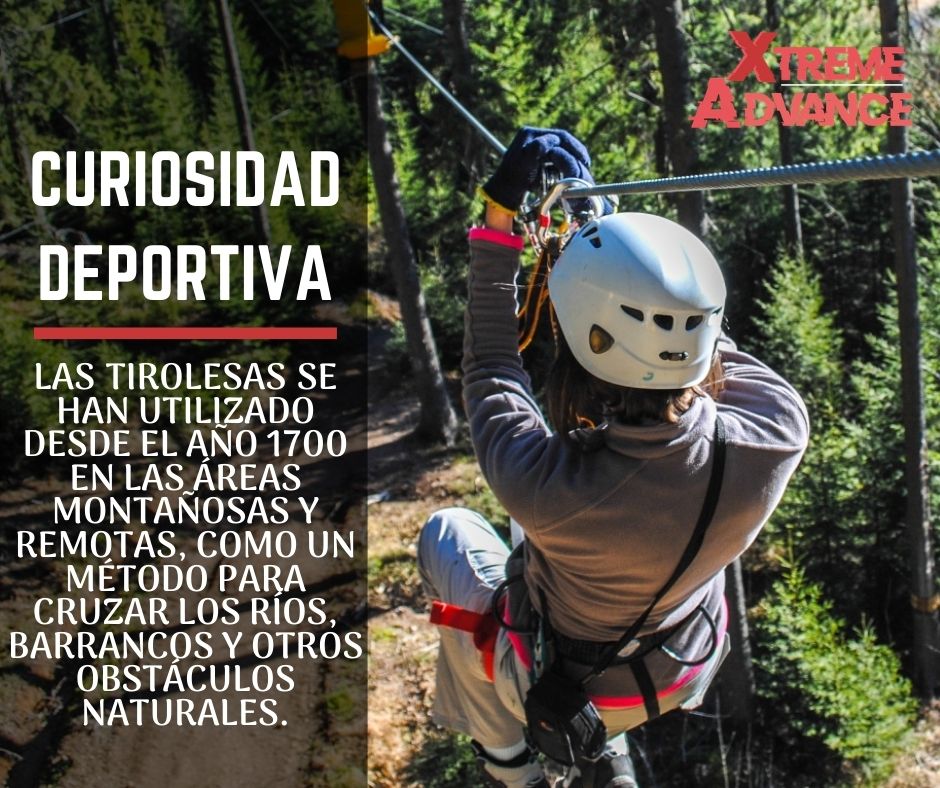 XTREME
ADVANCE
CURIOSIDAD
DEPORTIVA
LAS TIROLESAS SE
HAN UTILIZADO
DESDE EL AÑO 1700
EN LAS ÁREAS
MONTAÑOSAS Y
REMOTAS, COMO UN
MÉTODO PARA
CRUZAR LOS RÍOS,
BARRANCOS Y OTROS
OBSTÁCULOS
NATURALES.